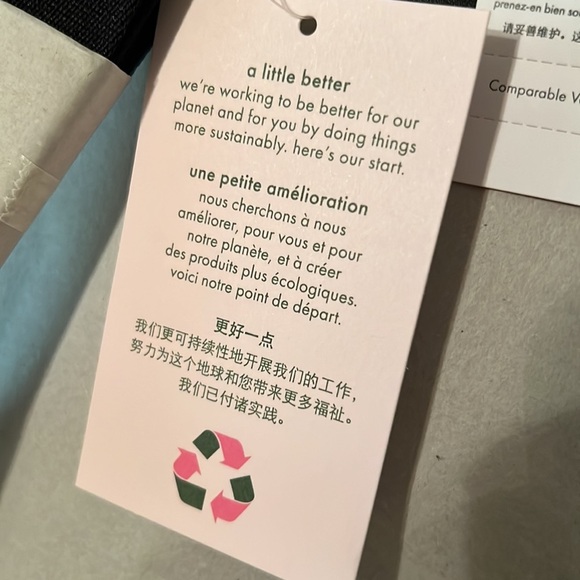 a little better
we're working to be better for our
planet and for you by doing things
more sustainably. here's our start.
une petite amélioration
nous cherchons à nous
améliorer, pour vous et pour
notre planète, et à créer
des produits plus écologiques.
voici notre point de départ.
更好一点
我们更可持续性地开展我们的工作，
努力为这个地球和您带来更多福祉。
我们已付诸实践。
prenez-en bien
请妥善维护。
Comparable